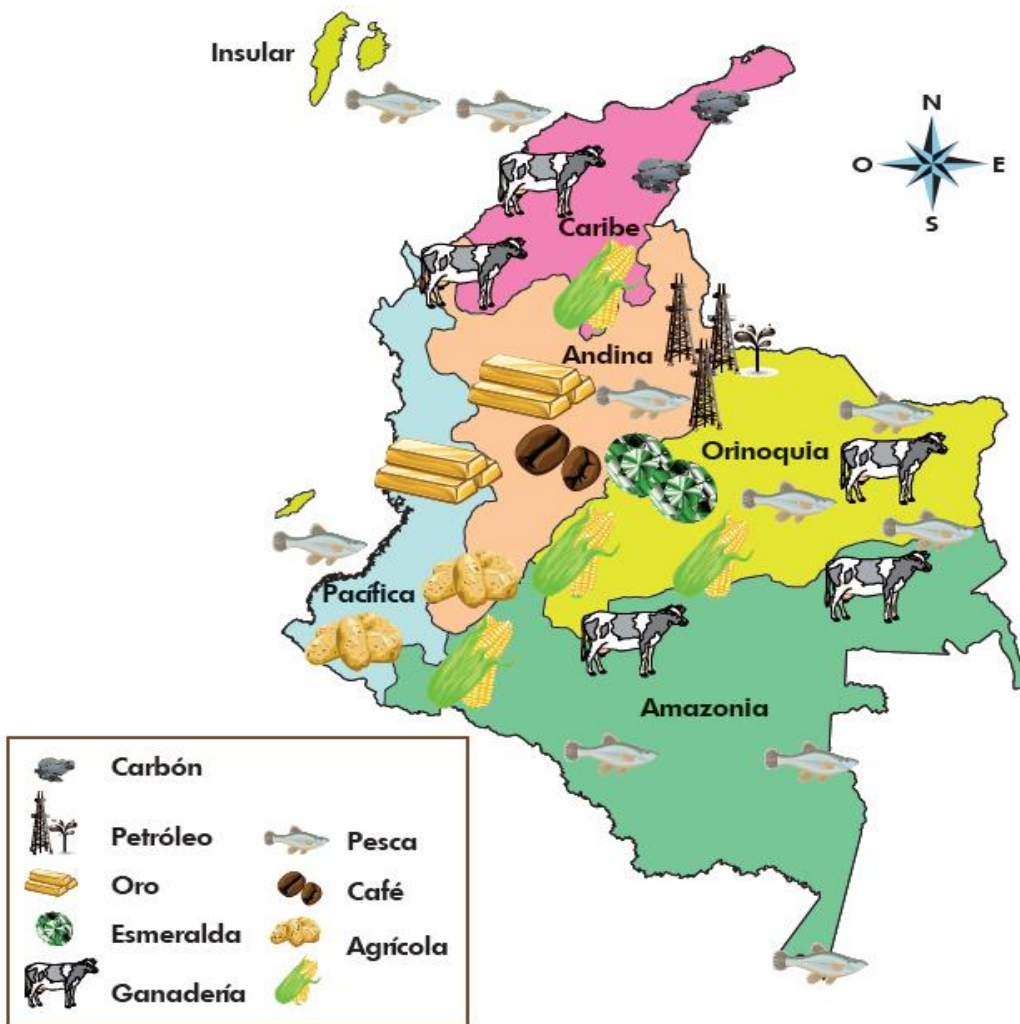 Insular
N
O
E
S
Caribe
Andina
Orinoquia
Pacífica
Amazonia
Carbón
Petróleo
Pesca
Oro
Café
Esmeralda
Agrícola
Ganadería